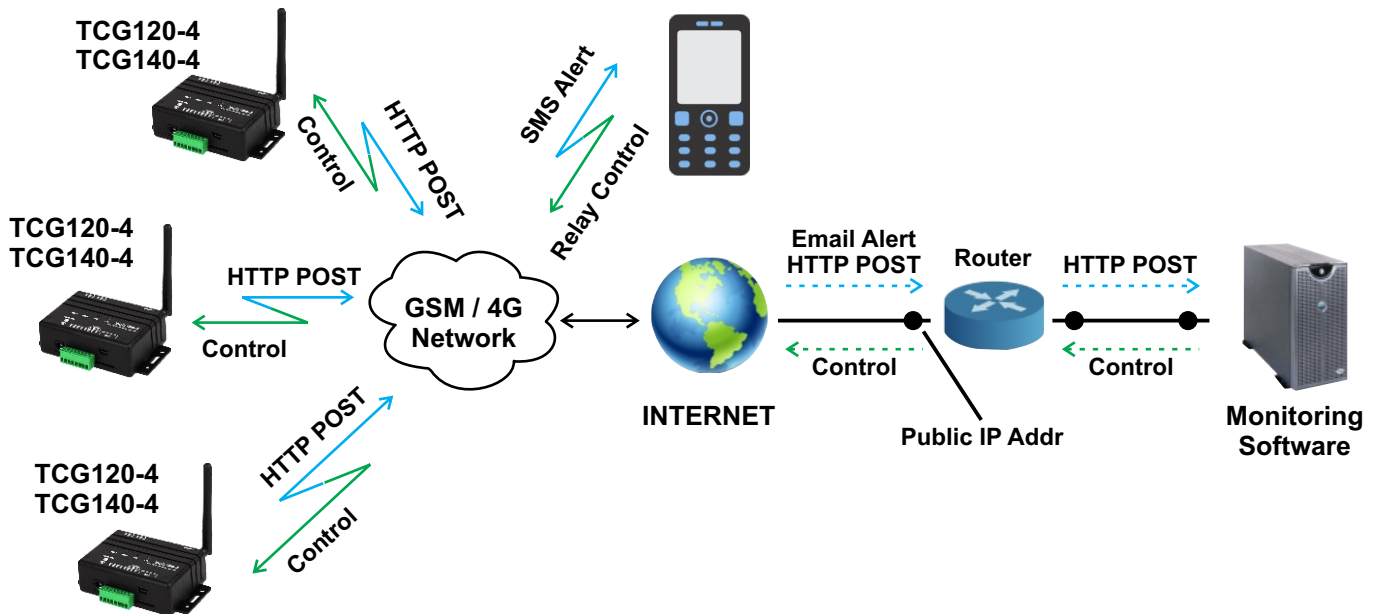 TCG120-4
TCG140-4
Control
HTTP POST
SMS Alert
Relay Control
TCG120-4
TCG140-4
HTTP POST
Control
GSM / 4G
Network
INTERNET
Email Alert
HTTP POST
Control
Public IP Addr
Router
HTTP POST
Control
Monitoring
Software
TCG120-4
TCG140-4
HTTP POST
Control